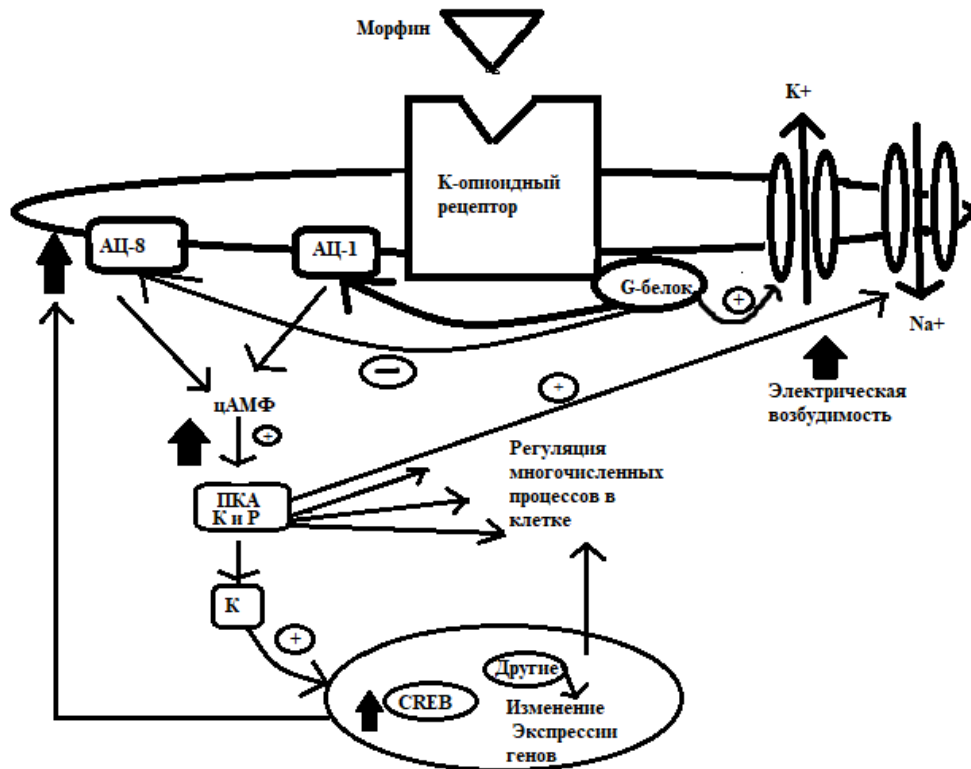 Морфин
K+
К-опиоидный
рецептор
АЦ-8
АЦ-1
G-белок
+
Na+
−
+
Электрическая
возбудимость
цАМФ
+
Регуляция
многочисленных
процессов в
клетке
ПКА
К и Р
К
+
Другие
CREB
Изменение
Экспрессии
генов